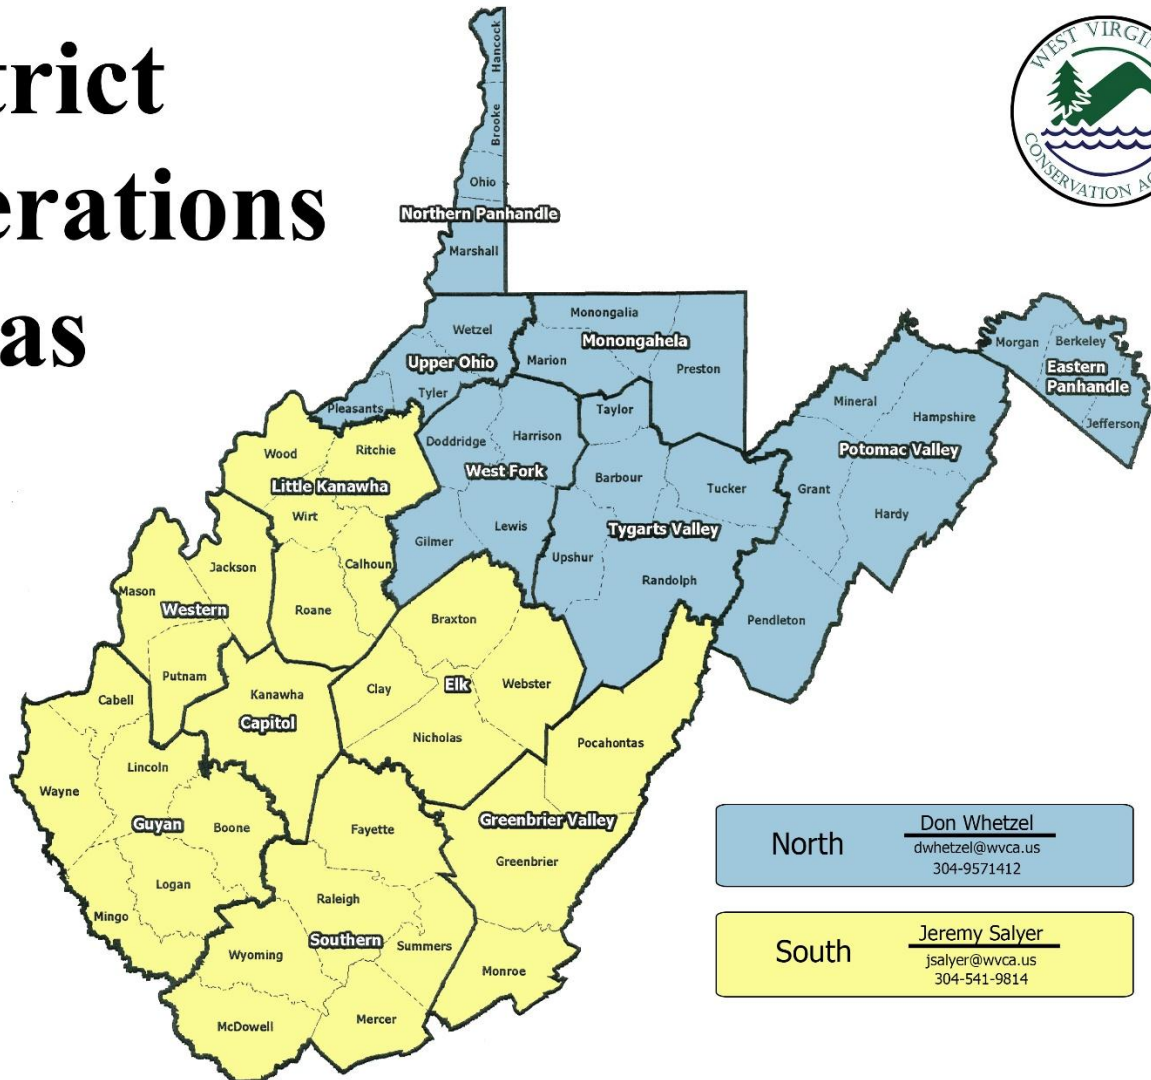 trict
erations
as
WEST VIRGIN
CONSERVATION AG
Hancock
Brooke
Ohio
Northern Panhandle
Marshall
Wetzel
Upper Ohio
Tyler
Pleasants
Monongalia
Monongahela
Marion
Preston
Morgan
Berkeley
Eastern
Panhandle
Jefferson
Mineral
Hampshire
Potomac Valley
Grant
Hardy
Pendleton
Taylor
Barbour
Tucker
Tygarts Valley
Upshur
Randolph
Doddridge
Harrison
West Fork
Lewis
Gilmer
Wood
Ritchie
Little Kanawha
Wirt
Calhoun
Roane
Jackson
Mason
Western
Putnam
Braxton
Clay
Elk
Webster
Nicholas
Kanawha
Capitol
Cabell
Lincoln
Wayne
Guyan
Boone
Logan
Mingo
Pocahontas
Greenbrier Valley
Greenbrier
Monroe
Fayette
Raleigh
Southern
Summers
Wyoming
McDowell
Mercer
North
Don Whetzel
dwhetzel@wvca.us
304-9571412
South
Jeremy Salyer
jsalyer@wvca.us
304-541-9814